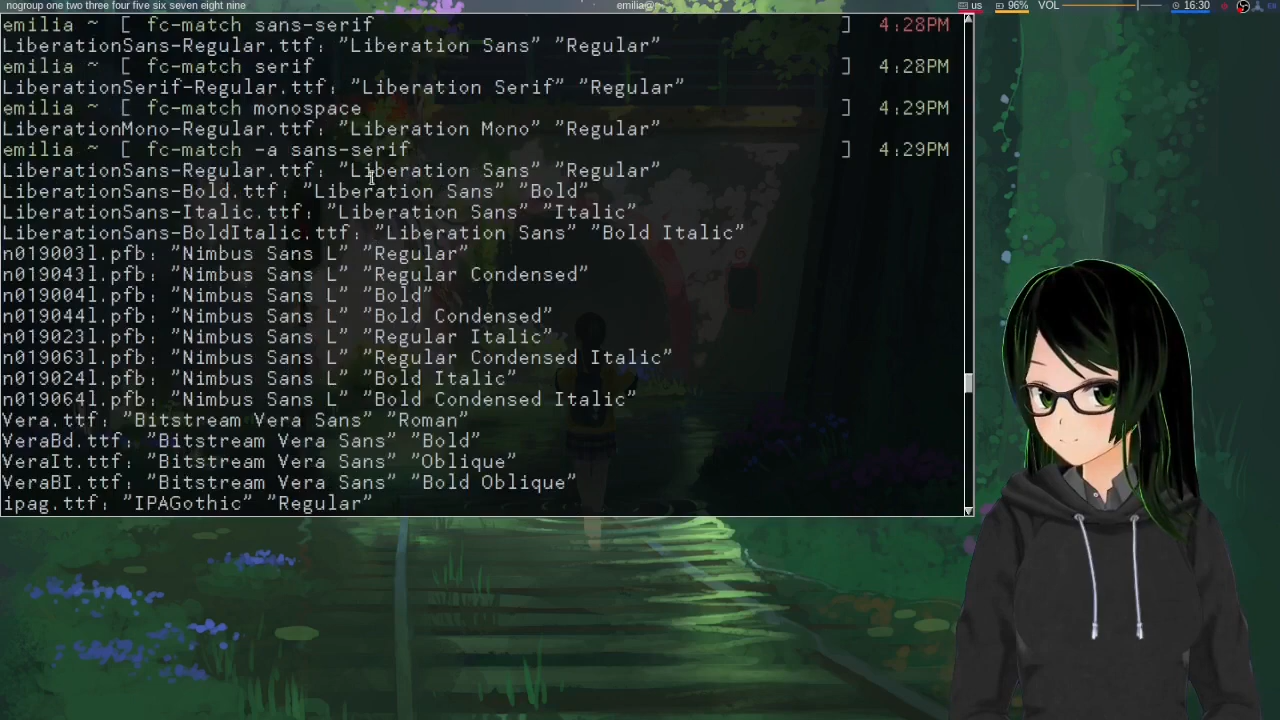 nogroup one two three four five six seven eight nine emilia@ us 96% VOL 16:30
emilia ~ [ fc-match sans-serif ] 4:28PM
LiberationSans-Regular.ttf: "Liberation Sans" "Regular"
emilia ~ [ fc-match serif ] 4:28PM
LiberationSerif-Regular.ttf: "Liberation Serif" "Regular"
emilia ~ [ fc-match monospace ] 4:29PM
LiberationMono-Regular.ttf: "Liberation Mono" "Regular"
emilia ~ [ fc-match -a sans-serif ] 4:29PM
LiberationSans-Regular.ttf: "Liberation Sans" "Regular"
LiberationSans-Bold.ttf: "Liberation Sans" "Bold"
LiberationSans-Italic.ttf: "Liberation Sans" "Italic"
LiberationSans-BoldItalic.ttf: "Liberation Sans" "Bold Italic"
n019003l.pfb: "Nimbus Sans L" "Regular"
n019043l.pfb: "Nimbus Sans L" "Regular Condensed"
n019004l.pfb: "Nimbus Sans L" "Bold"
n019044l.pfb: "Nimbus Sans L" "Bold Condensed"
n019023l.pfb: "Nimbus Sans L" "Regular Italic"
n019063l.pfb: "Nimbus Sans L" "Regular Condensed Italic"
n019024l.pfb: "Nimbus Sans L" "Bold Italic"
n019064l.pfb: "Nimbus Sans L" "Bold Condensed Italic"
Vera.ttf: "Bitstream Vera Sans" "Roman"
VeraBd.ttf: "Bitstream Vera Sans" "Bold"
VeraIt.ttf: "Bitstream Vera Sans" "Oblique"
VeraBI.ttf: "Bitstream Vera Sans" "Bold Oblique"
ipag.ttf: "IPAGothic" "Regular"